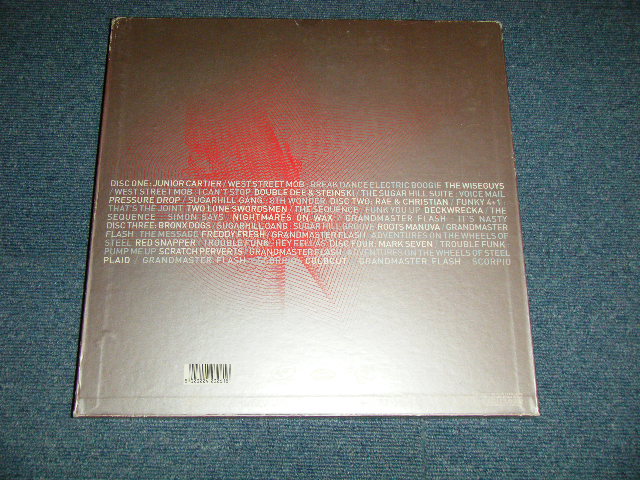 DISC ONE: JUNIOR CARTIER / WEST STREET MOB - BREAK DANCE ELECTRIC BOOGIE THE WISEGUYS
/ WEST STREET MOB - I CAN'T STOP DOUBLE DEE & STEINSKI / THE SUGAR HILL SUITE - VOICE MAIL
PRESSURE DROP / SUGARHILL GANG - 8TH WONDER DISC TWO: RAE & CHRISTIAN / FUNKY 4+1 -
THAT'S THE JOINT TWO LONE SWORDSMEN / THE SEQUENCE - FUNK YOU UP DECKWRECKA / THE
SEQUENCE - SIMON SAYS NIGHTMARES ON WAX / GRANDMASTER FLASH - IT'S NASTY
DISC THREE: BRONX DOGS / SUGARHILL GANG - SUGAR HILL GROOVE ROOTS MANUVA / GRANDMASTER
FLASH - THE MESSAGE FREDDY FRESH / GRANDMASTER FLASH - ADVENTURES ON THE WHEELS OF
STEEL RED SNAPPER / TROUBLE FUNK - HEY FELLAS DISC FOUR: MARK SEVEN / TROUBLE FUNK -
PUMP ME UP SCRATCH PERVERTS / GRANDMASTER FLASH - ADVENTURES ON THE WHEELS OF STEEL
PLAID / GRANDMASTER FLASH - SCORPIO COLDCUT / GRANDMASTER FLASH - SCORPIO